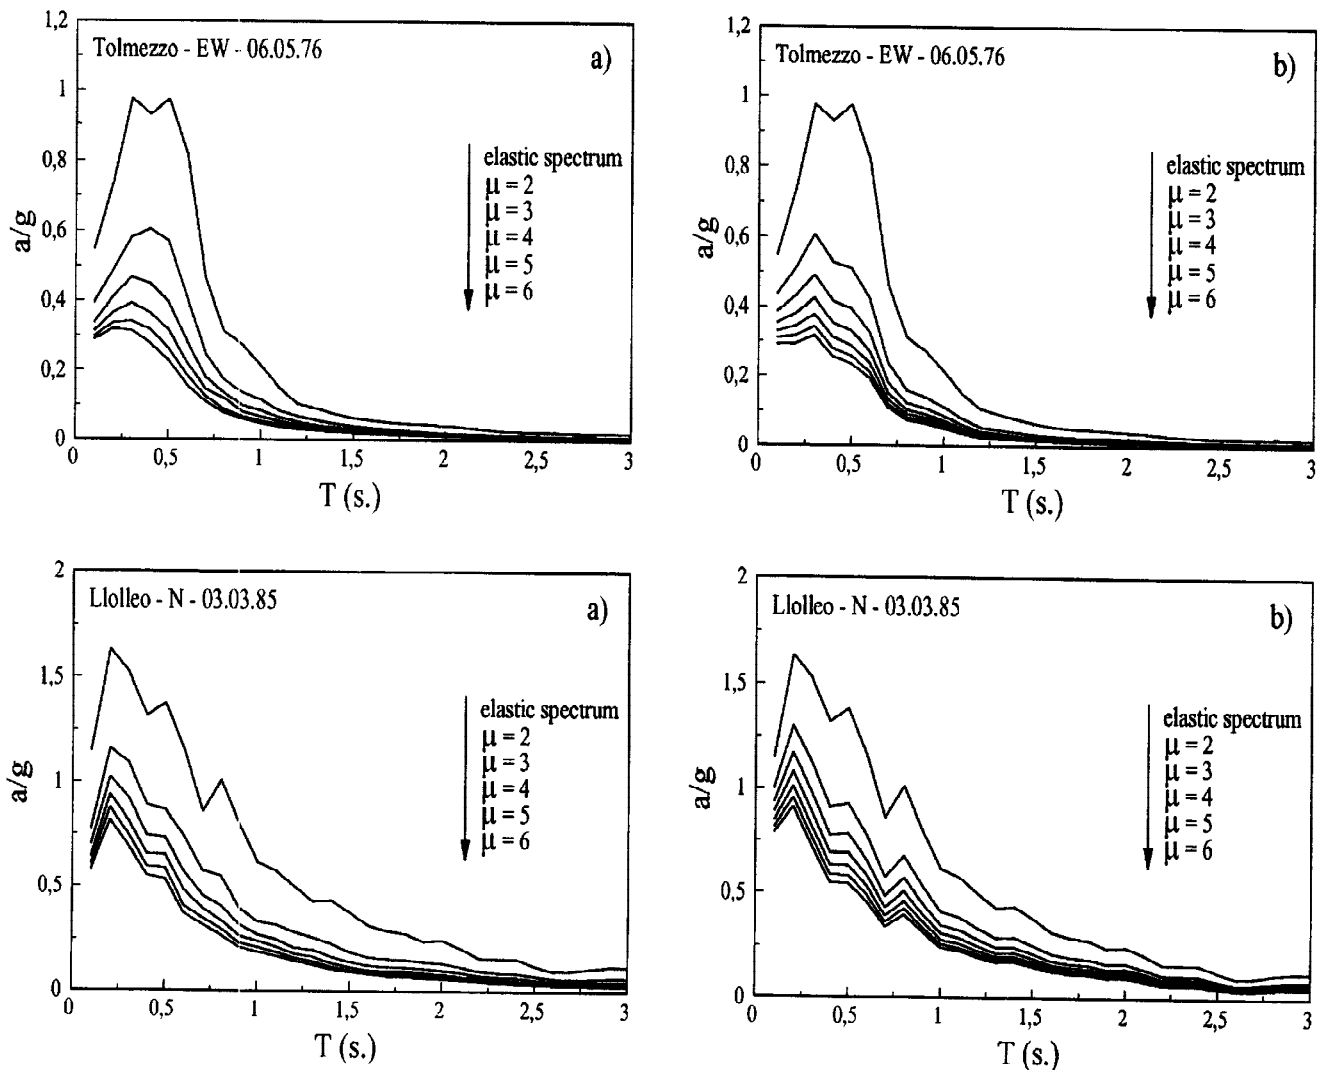 1,2
1
0,8
0,6
0,4
0,2
0
a/g
Tolmezzo - EW - 06.05.76
a)
elastic spectrum
μ = 2
μ = 3
μ = 4
μ = 5
μ = 6
0 0,5 1 1,5 2 2,5 3
T (s.)
1,2
1
0,8
0,6
0,4
0,2
0
a/g
Tolmezzo - EW - 06.05.76
b)
elastic spectrum
μ = 2
μ = 3
μ = 4
μ = 5
μ = 6
0 0,5 1 1,5 2 2,5 3
T (s.)
2
1,5
1
0,5
0
a/g
Llolleo - N - 03.03.85
a)
elastic spectrum
μ = 2
μ = 3
μ = 4
μ = 5
μ = 6
0 0,5 1 1,5 2 2,5 3
T (s.)
2
1,5
1
0,5
0
a/g
Llolleo - N - 03.03.85
b)
elastic spectrum
μ = 2
μ = 3
μ = 4
μ = 5
μ = 6
0 0,5 1 1,5 2 2,5 3
T (s.)